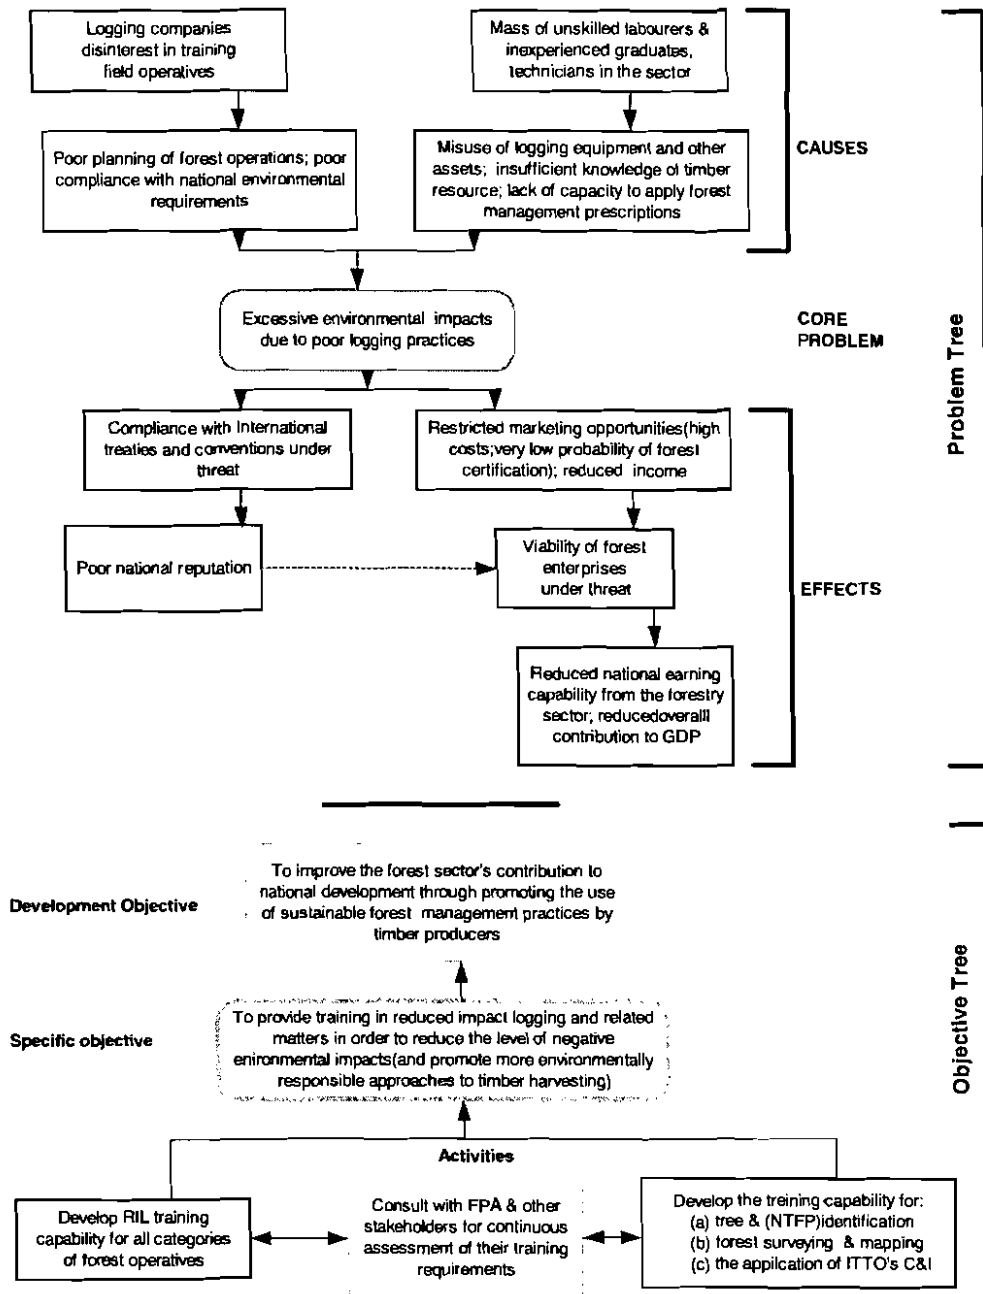 Logging companies
disinterest in training
field operatives
Mass of unskilled labourers &
inexperienced graduates,
technicians in the sector
Poor planning of forest operations; poor
compliance with national environmental
requirements
Misuse of logging equipment and other
assets; insufficient knowledge of timber
resource; lack of capacity to apply forest
management prescriptions
CAUSES
Excessive environmental impacts
due to poor logging practices
CORE
PROBLEM
Problem Tree
Compliance with International
treaties and conventions under
threat
Restricted marketing opportunities(high
costs;very low probability of forest
certification); reduced income
Poor national reputation
Viability of forest
enterprises
under threat
EFFECTS
Reduced national earning
capability from the forestry
sector; reducedoveralll
contribution to GDP
Development Objective
To improve the forest sector's contribution to
national development through promoting the use
of sustainable forest management practices by
timber producers
Objective Tree
Specific objective
To provide training in reduced impact logging and related
matters in order to reduce the level of negative
enironmental impacts(and promote more environmentally
responsible approaches to timber harvesting)
Activities
Develop RIL training
capability for all categories
of forest operatives
Consult with FPA & other
stakeholders for continuous
assessment of their training
requirements
Develop the treining capability for:
(a) tree & (NTFP)identification
(b) forest surveying & mapping
(c) the appilcation of ITTO's C&I